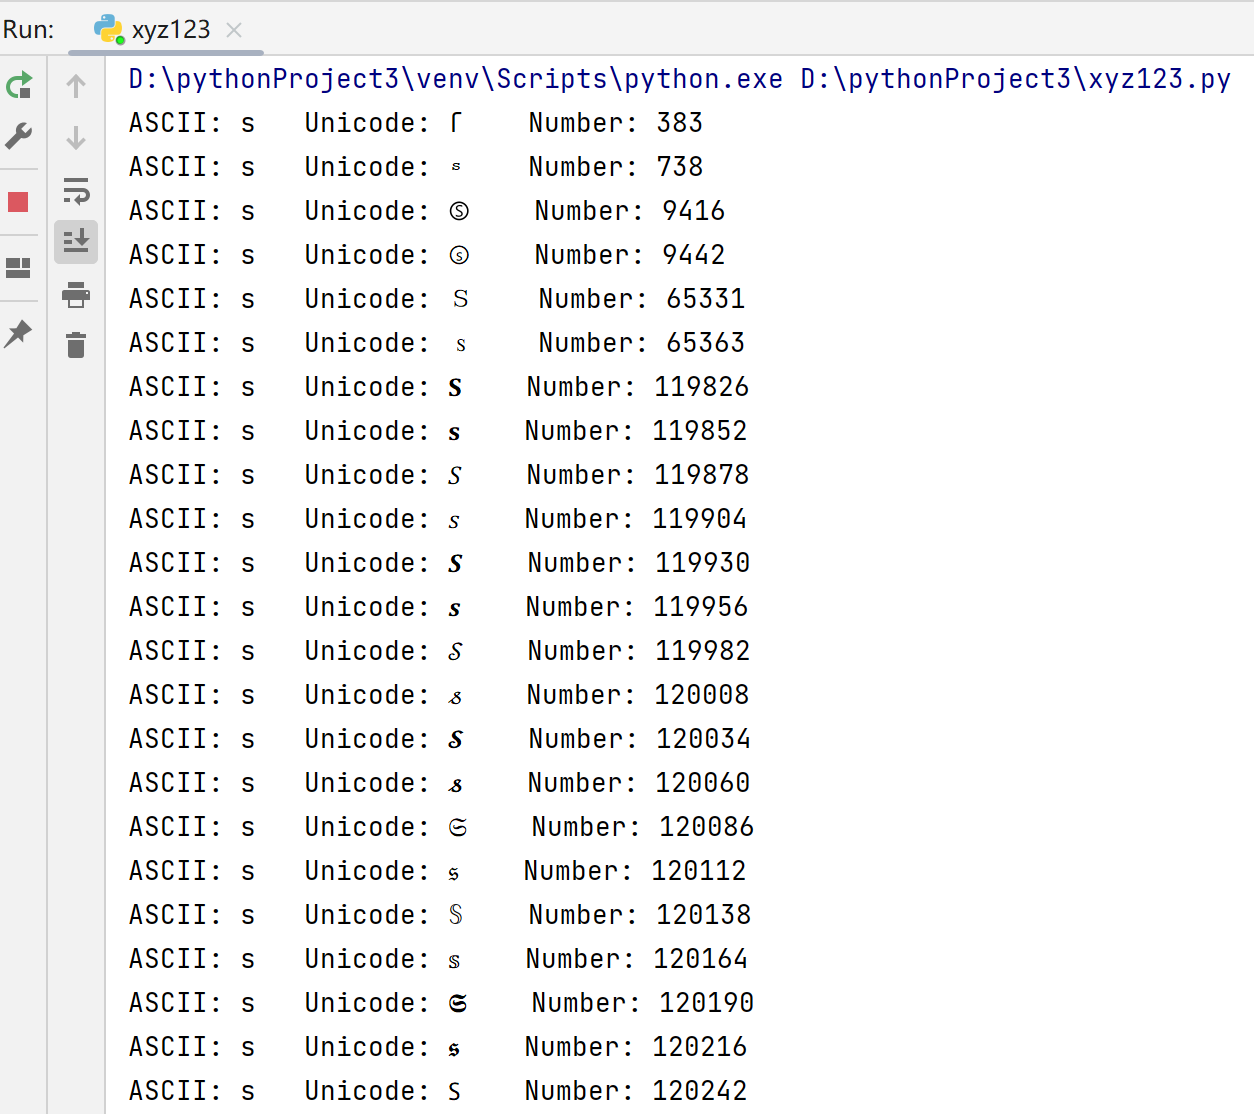 Run: xyz123
D:\pythonProject3\venv\Scripts\python.exe D:\pythonProject3\xyz123.py
ASCII: s Unicode: ſ Number: 383
ASCII: s Unicode: ˢ Number: 738
ASCII: s Unicode: Ⓢ Number: 9416
ASCII: s Unicode: ⓢ Number: 9442
ASCII: s Unicode: Ｓ Number: 65331
ASCII: s Unicode: ｓ Number: 65363
ASCII: s Unicode: 𝐒 Number: 119826
ASCII: s Unicode: 𝐬 Number: 119852
ASCII: s Unicode: 𝑆 Number: 119878
ASCII: s Unicode: 𝑠 Number: 119904
ASCII: s Unicode: 𝑺 Number: 119930
ASCII: s Unicode: 𝒔 Number: 119956
ASCII: s Unicode: 𝒮 Number: 119982
ASCII: s Unicode: 𝓈 Number: 120008
ASCII: s Unicode: 𝓢 Number: 120034
ASCII: s Unicode: 𝓼 Number: 120060
ASCII: s Unicode: 𝔖 Number: 120086
ASCII: s Unicode: 𝔰 Number: 120112
ASCII: s Unicode: 𝕊 Number: 120138
ASCII: s Unicode: 𝕤 Number: 120164
ASCII: s Unicode: 𝕾 Number: 120190
ASCII: s Unicode: 𝖘 Number: 120216
ASCII: s Unicode: 𝖲 Number: 120242